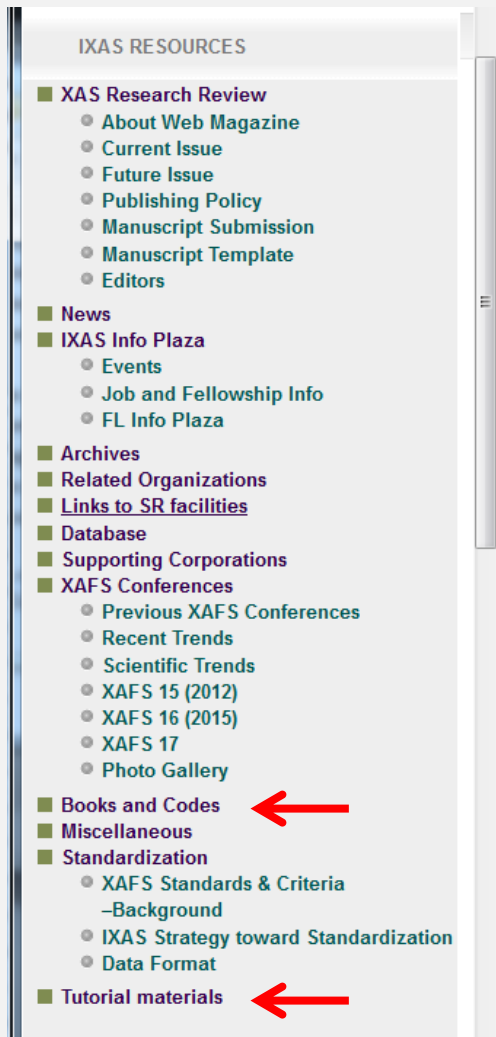 IXAS RESOURCES
XAS Research Review
About Web Magazine
Current Issue
Future Issue
Publishing Policy
Manuscript Submission
Manuscript Template
Editors
News
IXAS Info Plaza
Events
Job and Fellowship Info
FL Info Plaza
Archives
Related Organizations
Links to SR facilities
Database
Supporting Corporations
XAFS Conferences
Previous XAFS Conferences
Recent Trends
Scientific Trends
XAFS 15 (2012)
XAFS 16 (2015)
XAFS 17
Photo Gallery
Books and Codes
Miscellaneous
Standardization
XAFS Standards & Criteria
–Background
IXAS Strategy toward Standardization
Data Format
Tutorial materials